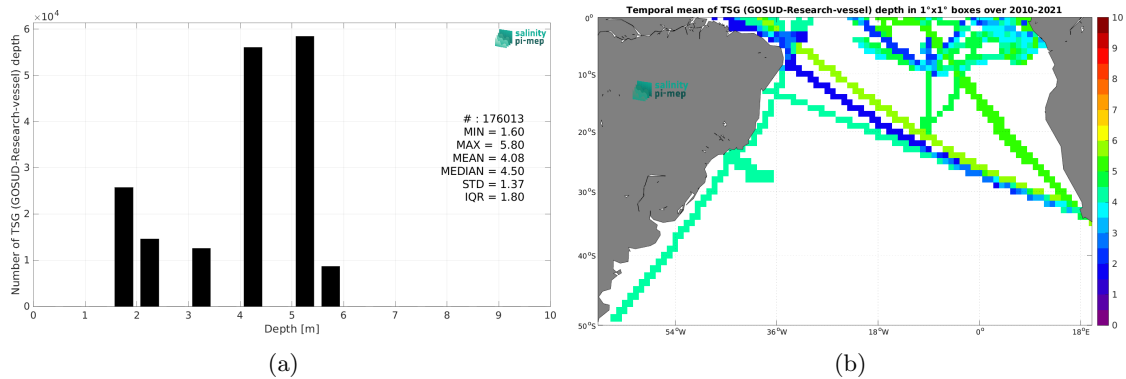 ×10⁴
6
5
4
3
2
1
0
Number of TSG (GOSUD-Research-vessel) depth
salinity
pi-mep
# : 176013
MIN = 1.60
MAX = 5.80
MEAN = 4.08
MEDIAN = 4.50
STD = 1.37
IQR = 1.80
0 1 2 3 4 5 6 7 8 9 10
Depth [m]
(a)
Temporal mean of TSG (GOSUD-Research-vessel) depth in 1°x1° boxes over 2010-2021
0°
10°S
20°S
30°S
40°S
50°S
salinity
pi-mep
54°W 36°W 18°W 0° 18°E
10
9
8
7
6
5
4
3
2
1
0
(b)